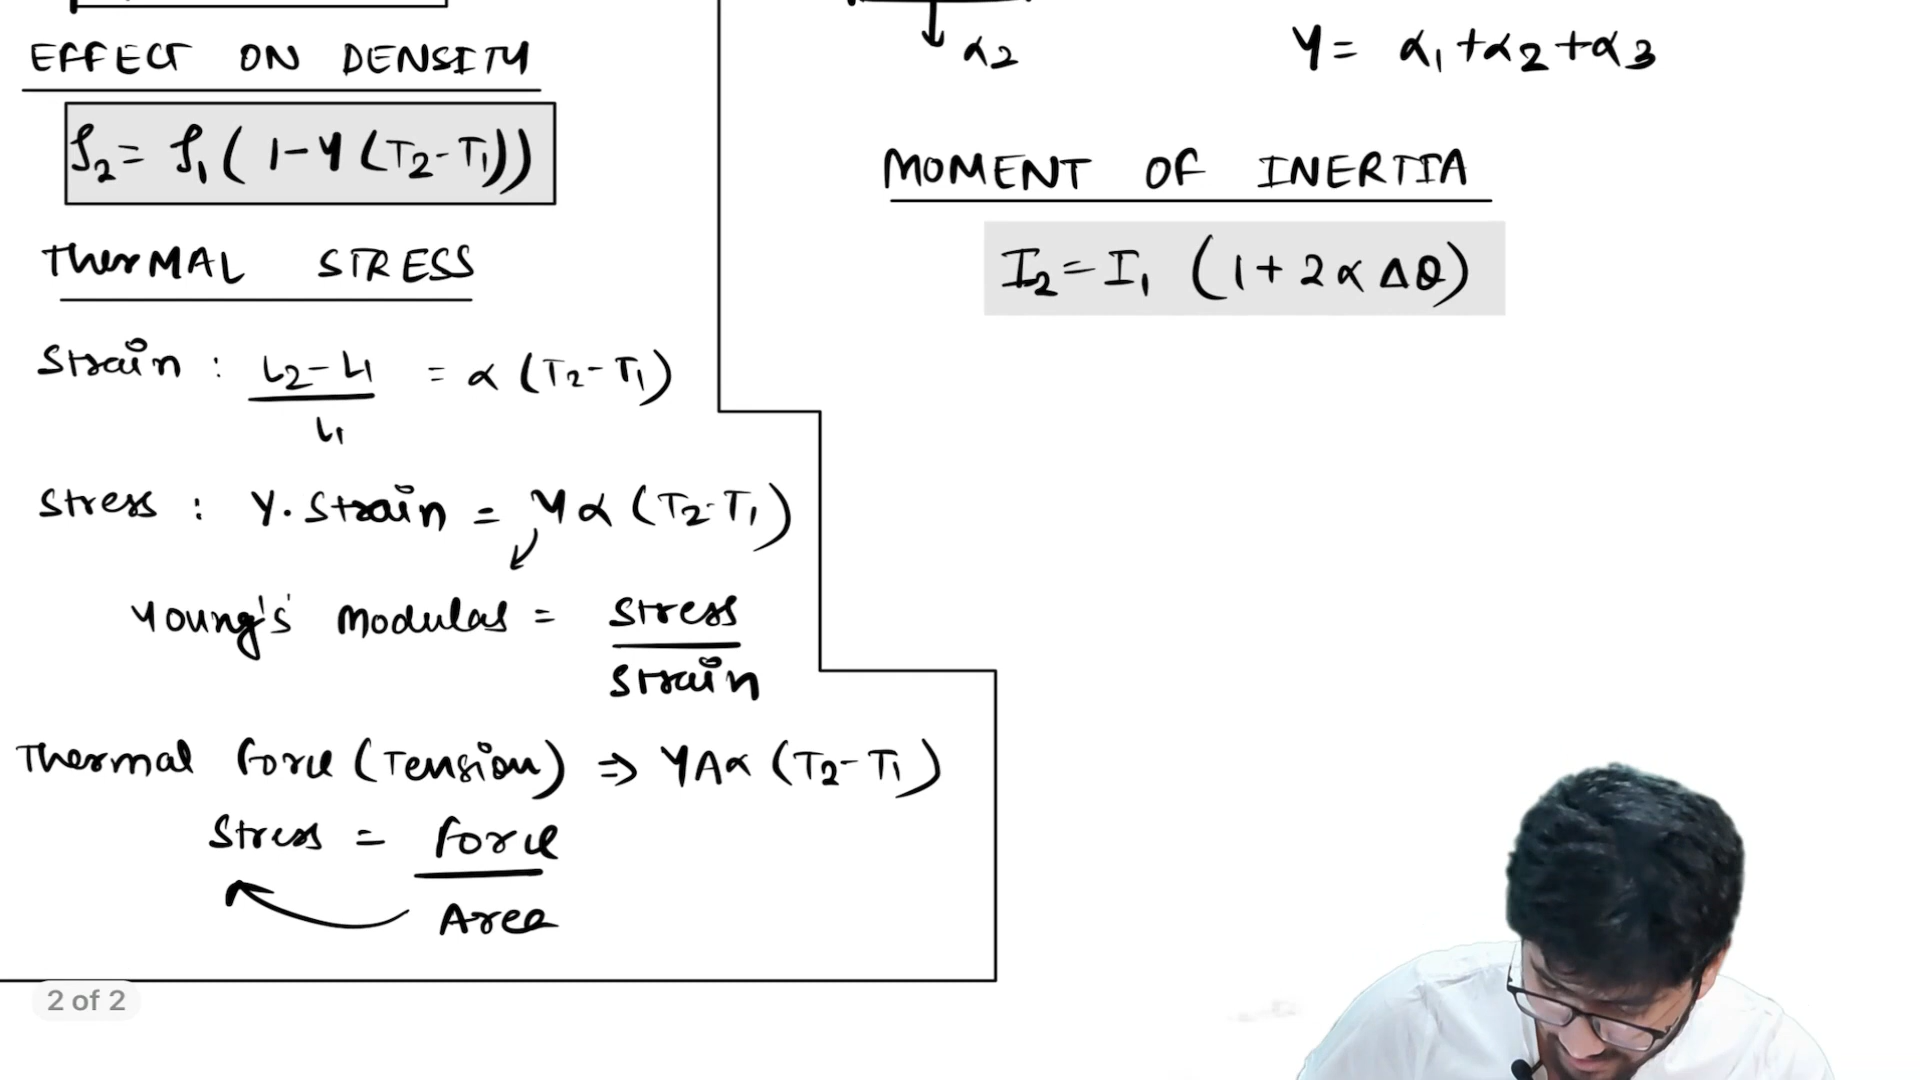 EFFECT ON DENSITY
ρ₂ = ρ₁ ( 1 - γ (T₂ - T₁))
Thermal STRESS
Strain : L₂ - L₁ / L₁ = α (T₂ - T₁)
Stress : Y. Strain = Yα (T₂ - T₁)
Young's Modulas = Stress / Strain
Thermal force (Tension) ⇒ YAα (T₂ - T₁)
Stress = force / Area
2 of 2
α₂
γ = α₁ + α₂ + α₃
MOMENT OF INERTIA
I₂ = I₁ (1 + 2 α Δθ)